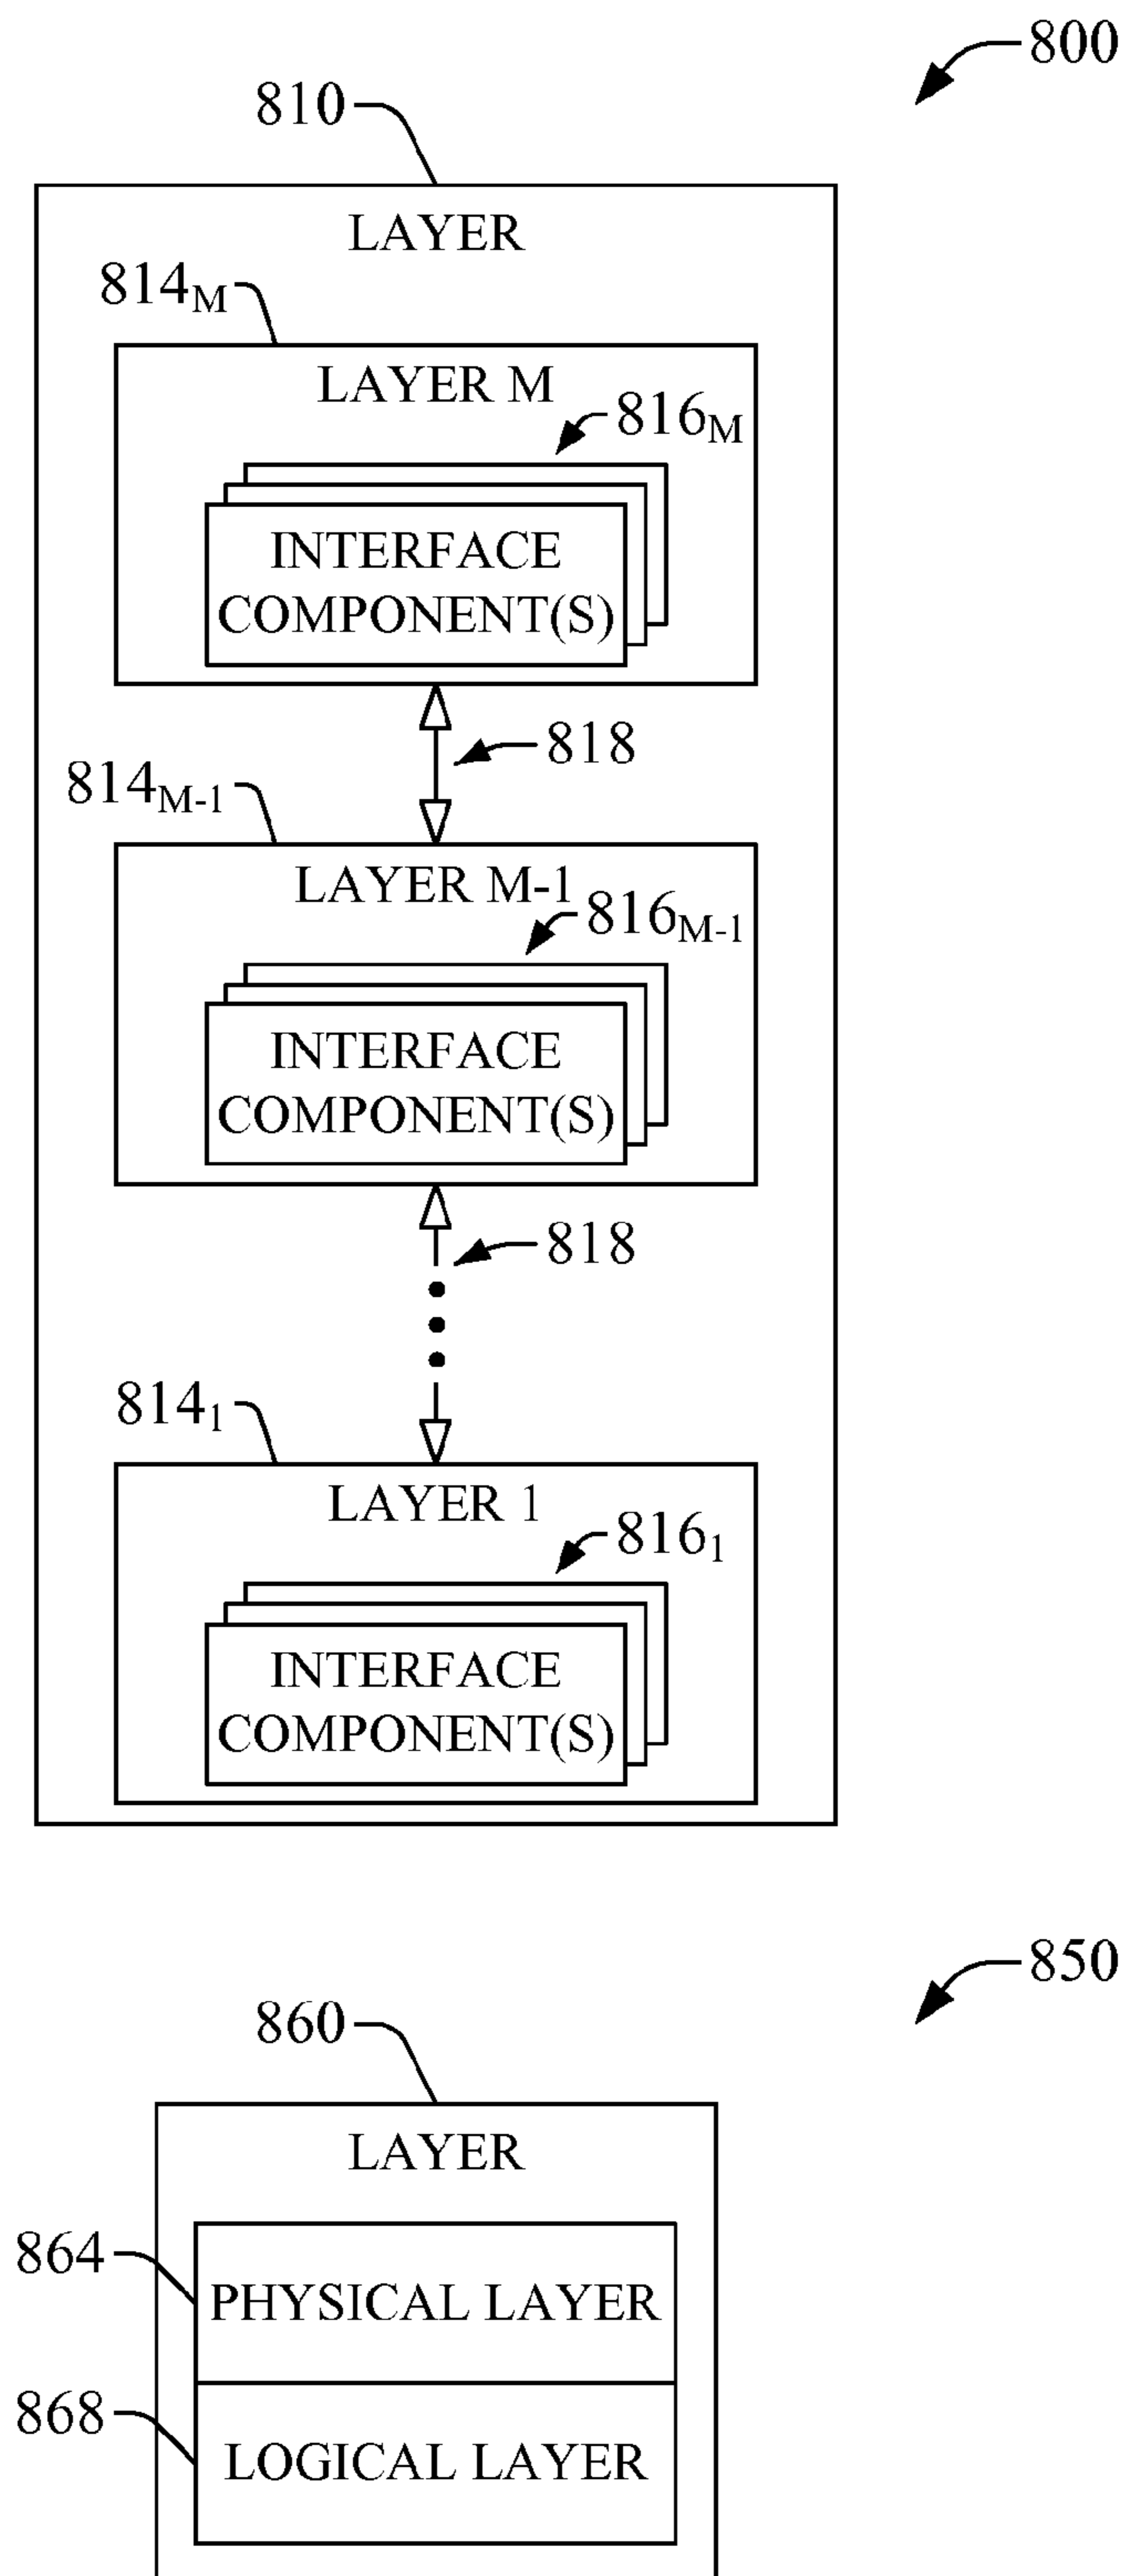 800
810
LAYER
814M
LAYER M
816M
INTERFACE
COMPONENT(S)
818
814M-1
LAYER M-1
816M-1
INTERFACE
COMPONENT(S)
818
8141
LAYER 1
8161
INTERFACE
COMPONENT(S)
850
860
LAYER
864
PHYSICAL LAYER
868
LOGICAL LAYER